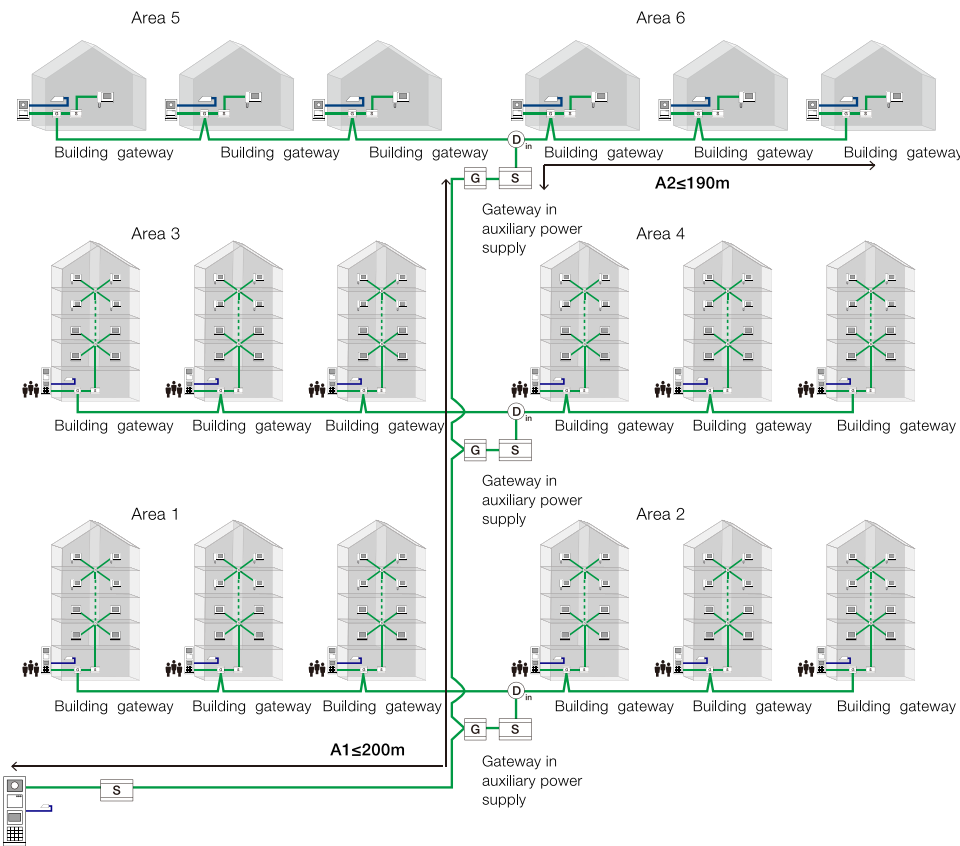 Area 5
Area 6
Building gateway
Building gateway
Building gateway
D
in
Building gateway
Building gateway
Building gateway
G
S
A2≤190m
Gateway in
auxiliary power
supply
Area 3
Area 4
D
in
Building gateway
Building gateway
Building gateway
Building gateway
Building gateway
Building gateway
G
S
Gateway in
auxiliary power
supply
Area 1
Area 2
D
in
Building gateway
Building gateway
Building gateway
Building gateway
Building gateway
Building gateway
G
S
A1≤200m
Gateway in
auxiliary power
supply
S